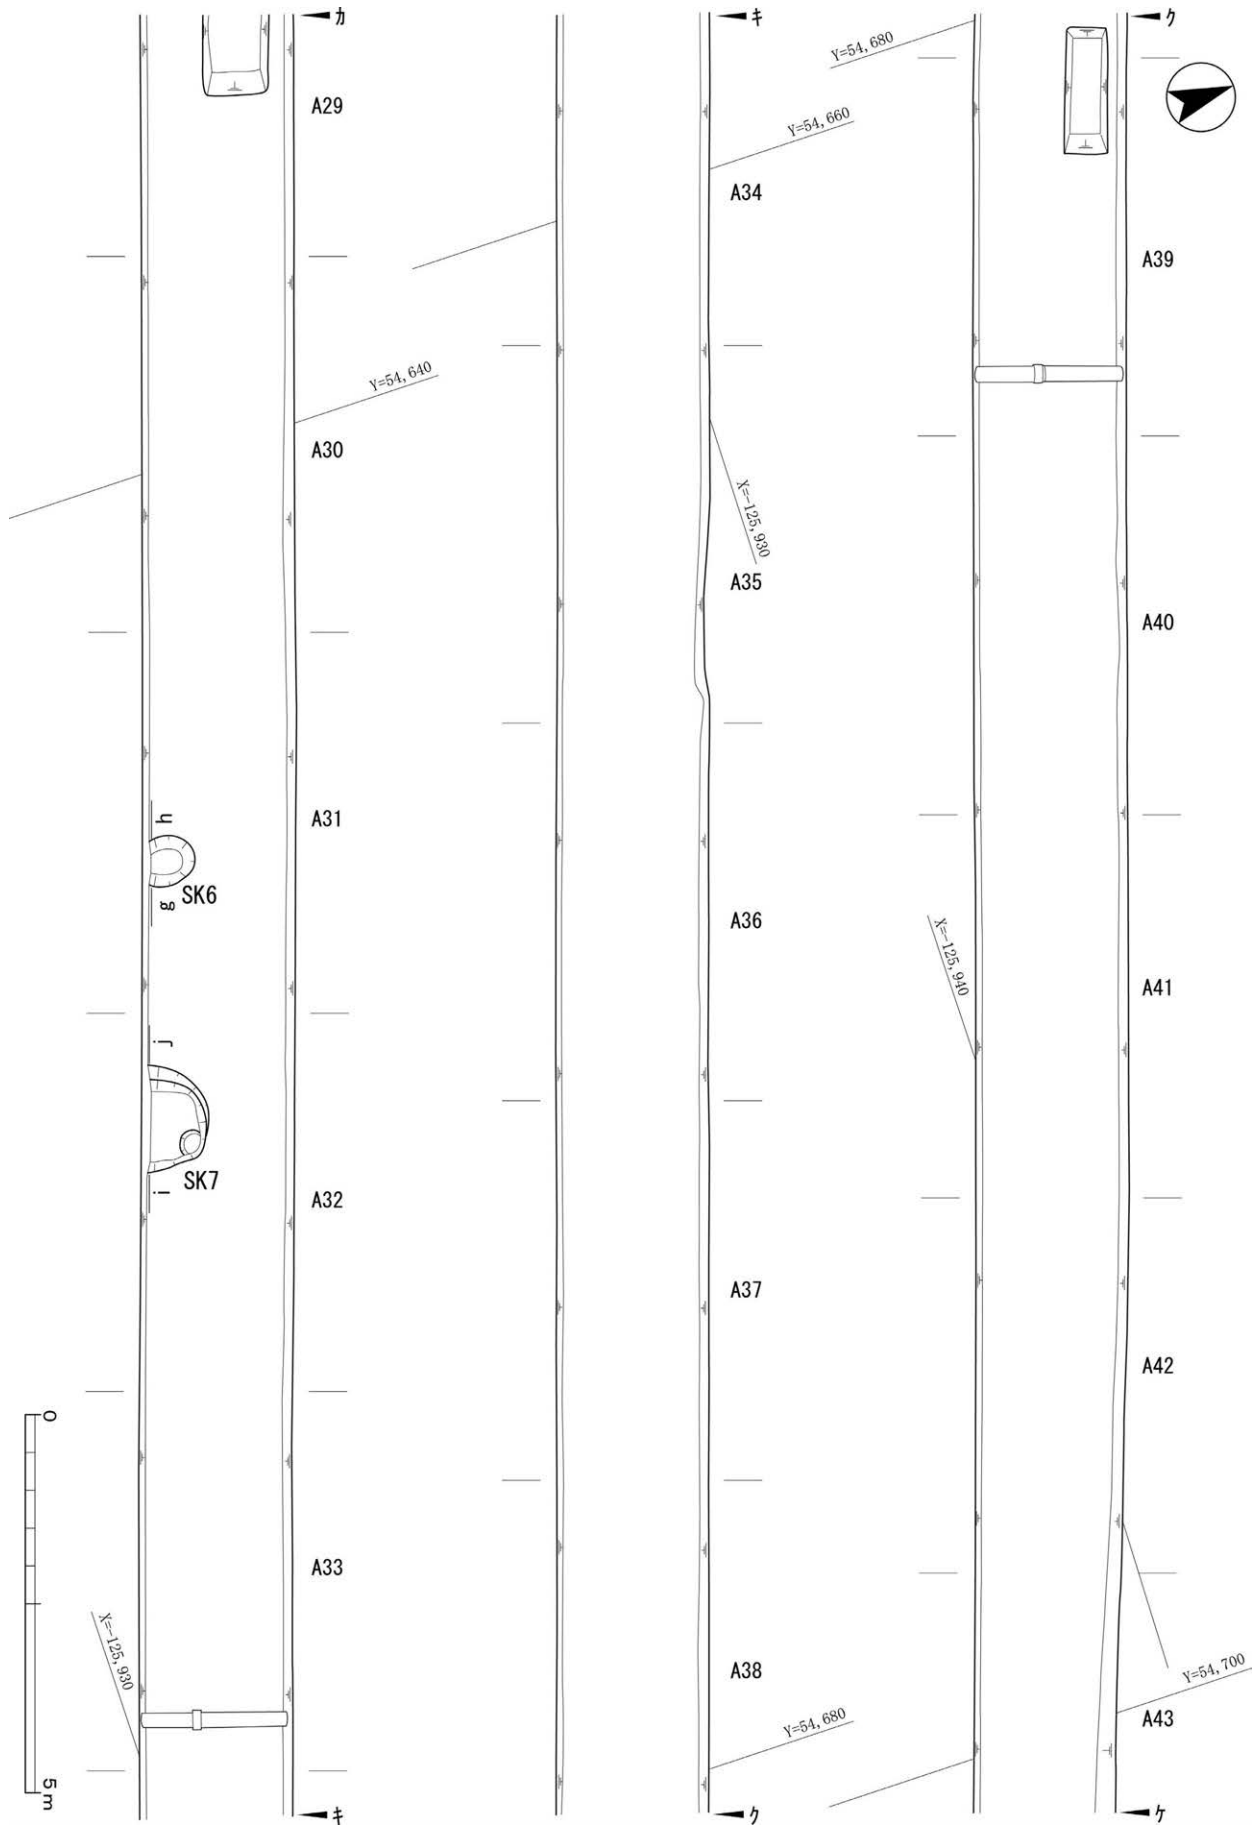 カ
A29
Y=54,640
A30
A31
h
g
SK6
j
i
SK7
A32
A33
0
5m
X=-125,930
キ
キ
Y=54,660
A34
X=-125,930
A35
A36
A37
A38
Y=54,680
ク
ク
Y=54,680
A39
A40
X=-125,940
A41
A42
Y=54,700
A43
ケ